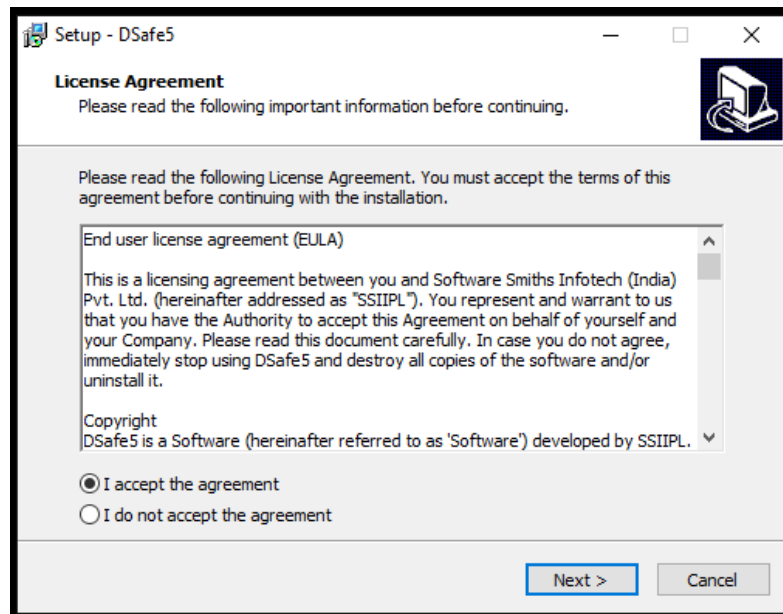 Setup - DSafe5
License Agreement
Please read the following important information before continuing.
Please read the following License Agreement. You must accept the terms of this
agreement before continuing with the installation.
End user license agreement (EULA)
This is a licensing agreement between you and Software Smiths Infotech (India)
Pvt. Ltd. (hereinafter addressed as "SSIIPL"). You represent and warrant to us
that you have the Authority to accept this Agreement on behalf of yourself and
your Company. Please read this document carefully. In case you do not agree,
immediately stop using DSafe5 and destroy all copies of the software and/or
uninstall it.
Copyright
DSafe5 is a Software (hereinafter referred to as 'Software') developed by SSIIPL.
I accept the agreement
I do not accept the agreement
Next >
Cancel